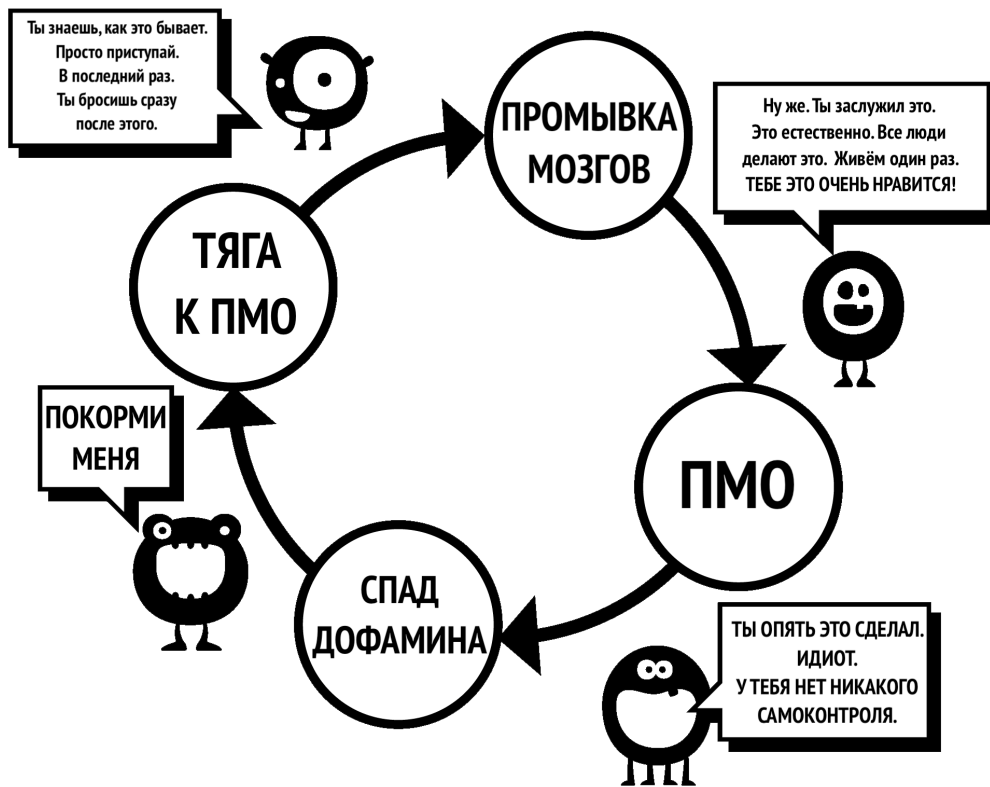 Ты знаешь, как это бывает.
Просто приступай.
В последний раз.
Ты бросишь сразу
после этого.
ПРОМЫВКА
МОЗГОВ
Ну же. Ты заслужил это.
Это естественно. Все люди
делают это. Живём один раз.
ТЕБЕ ЭТО ОЧЕНЬ НРАВИТСЯ!
ТЯГА
К ПМО
ПОКОРМИ
МЕНЯ
ПМО
СПАД
ДОФАМИНА
ТЫ ОПЯТЬ ЭТО СДЕЛАЛ.
ИДИОТ.
У ТЕБЯ НЕТ НИКАКОГО
САМОКОНТРОЛЯ.